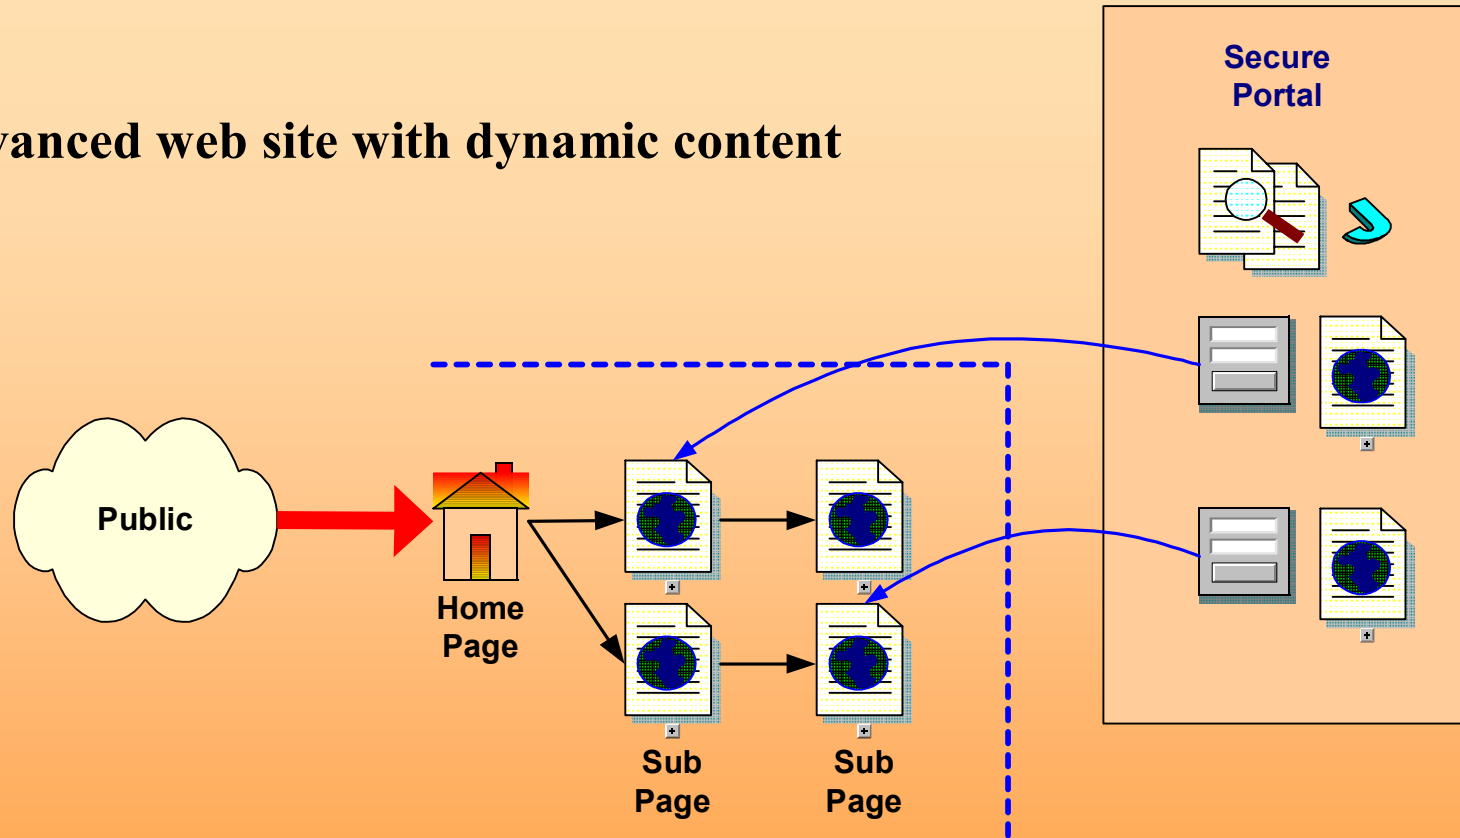 Secure
Portal
vanced web site with dynamic content
Public
Home
Page
Sub
Page
Sub
Page